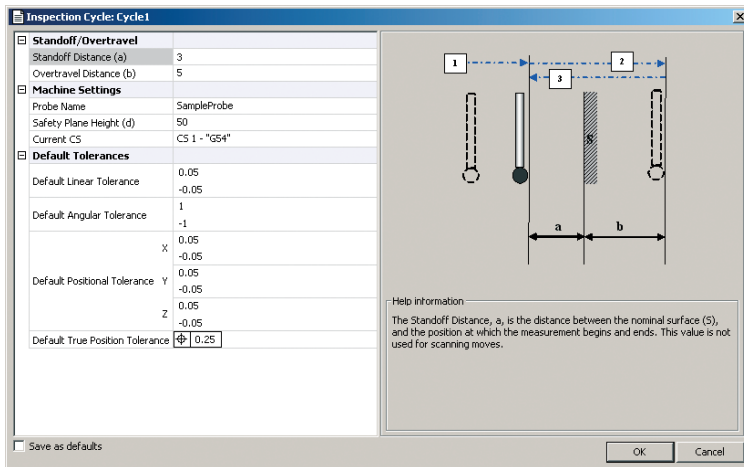 Inspection Cycle: Cycle1
Standoff/Overtravel
Standoff Distance (a) 3
Overtravel Distance (b) 5
Machine Settings
Probe Name SampleProbe
Safety Plane Height (d) 50
Current CS CS 1 - "G54"
Default Tolerances
Default Linear Tolerance 0.05
-0.05
Default Angular Tolerance 1
-1
Default Positional Tolerance X 0.05
-0.05
Y 0.05
-0.05
Z 0.05
-0.05
Default True Position Tolerance 0.25
1
2
3
S
a
b
Help information
The Standoff Distance, a, is the distance between the nominal surface (S),
and the position at which the measurement begins and ends. This value is not
used for scanning moves.
Save as defaults
OK Cancel